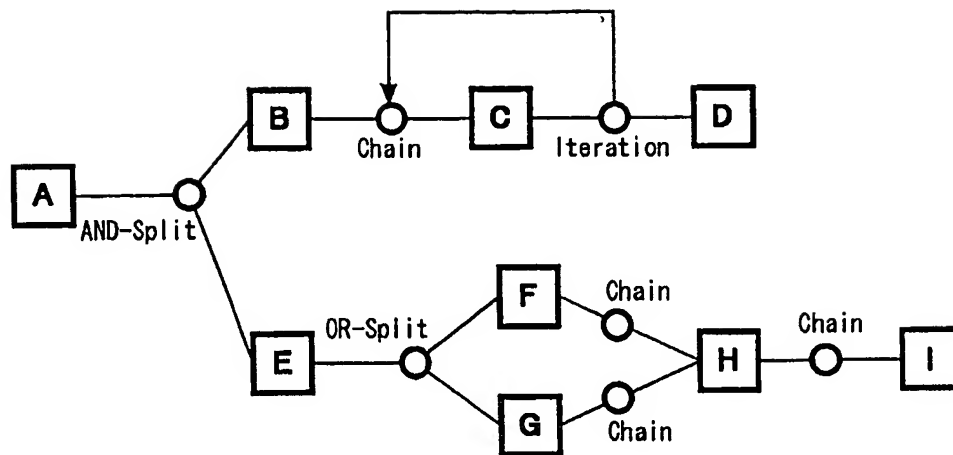 B
C
D
Chain
Iteration
A
AND-Split
F
Chain
OR-Split
Chain
E
H
I
G
Chain